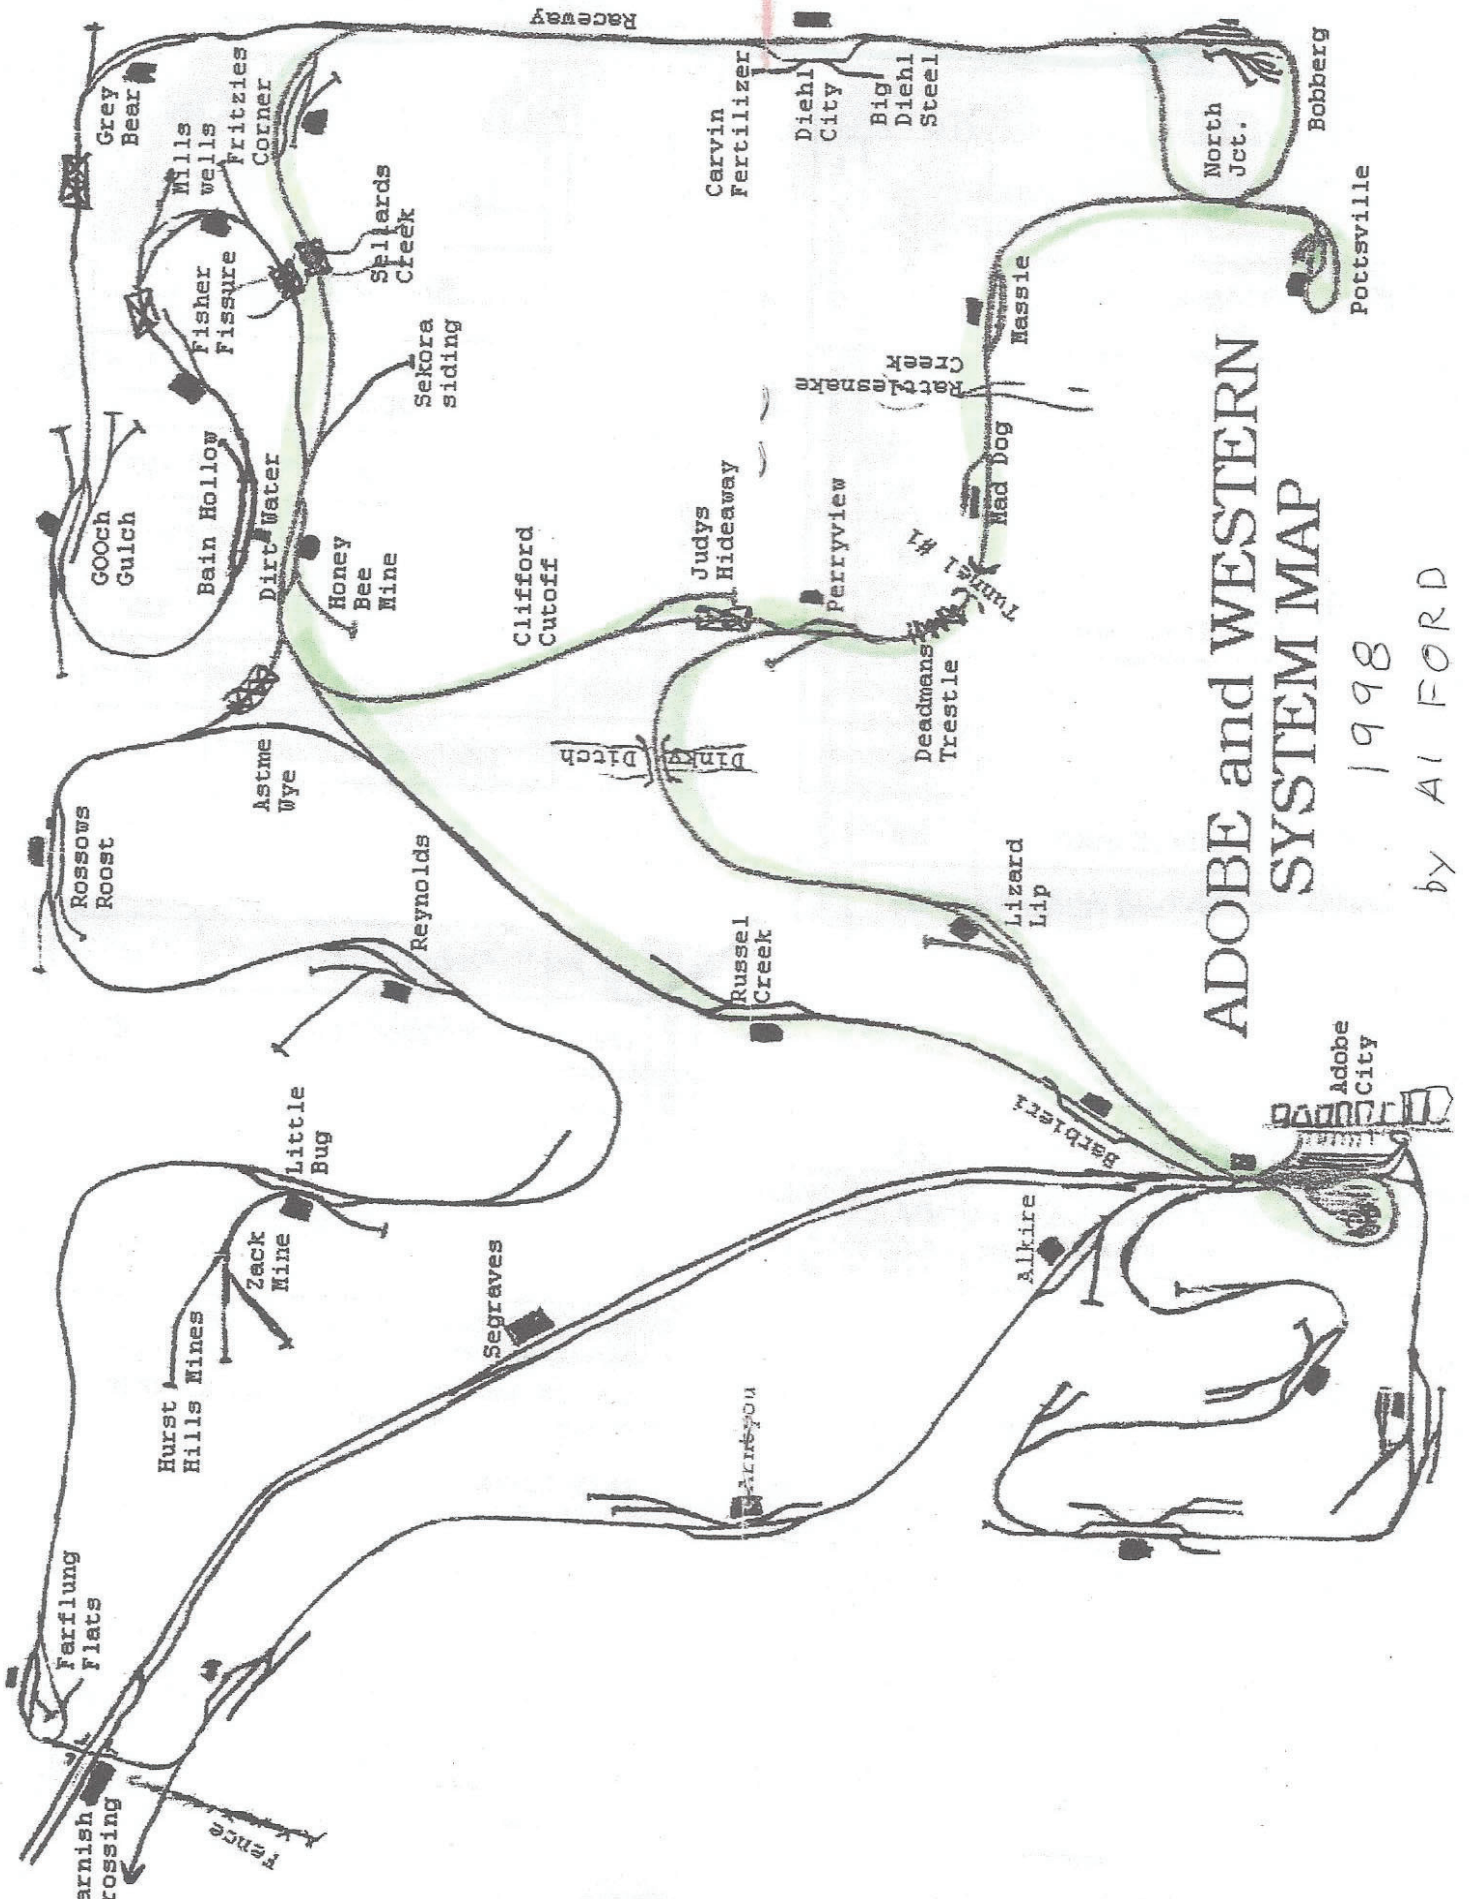 Raceway
Grey
Bear
Mills
wells
Fritzies
Corner
Fisher
Fissure
Sellards
Creek
Sekora
siding
GOOch
Gulch
Bain Hollow
Dirt Water
Honey
Bee
Mine
Clifford
Cutoff
Judys
Hideaway
Perryview
Carvin
Fertilizer
Diehl
City
Big
Diehl
Steel
North
Jct.
Bobberg
Pottsville
Massie
Rattlesnake
Creek
Mad Dog
Tunnel #1
Deadmans
Trestle
Dinky
Ditch
Astme
Wye
Rossows
Roost
Reynolds
Russel
Creek
Lizard
Lip
Barbieri
Adobe
City
Little
Bug
Zack
Mine
Hurst
Hills Mines
Segraves
Alkire
Arntyou
Farflung
Flats
arnish
rossing
Fence
ADOBE and WESTERN
SYSTEM MAP
1998
by Al FORD